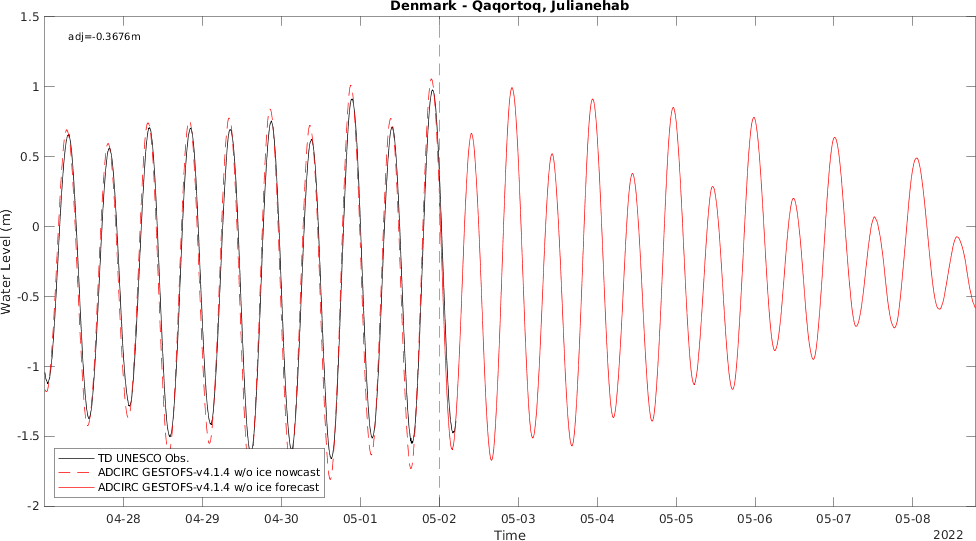 Denmark - Qaqortoq, Julianehab
adj=-0.3676m
1.5
1
0.5
0
-0.5
-1
-1.5
-2
Water Level (m)
TD UNESCO Obs.
ADCIRC GESTOFS-v4.1.4 w/o ice nowcast
ADCIRC GESTOFS-v4.1.4 w/o ice forecast
04-28 04-29 04-30 05-01 05-02 05-03 05-04 05-05 05-06 05-07 05-08
Time
2022